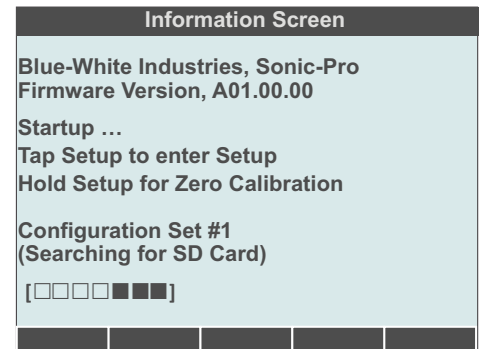 Information Screen
Blue-White Industries, Sonic-Pro
Firmware Version, A01.00.00
Startup ...
Tap Setup to enter Setup
Hold Setup for Zero Calibration
Configuration Set #1
(Searching for SD Card)
[□□□□■■■]